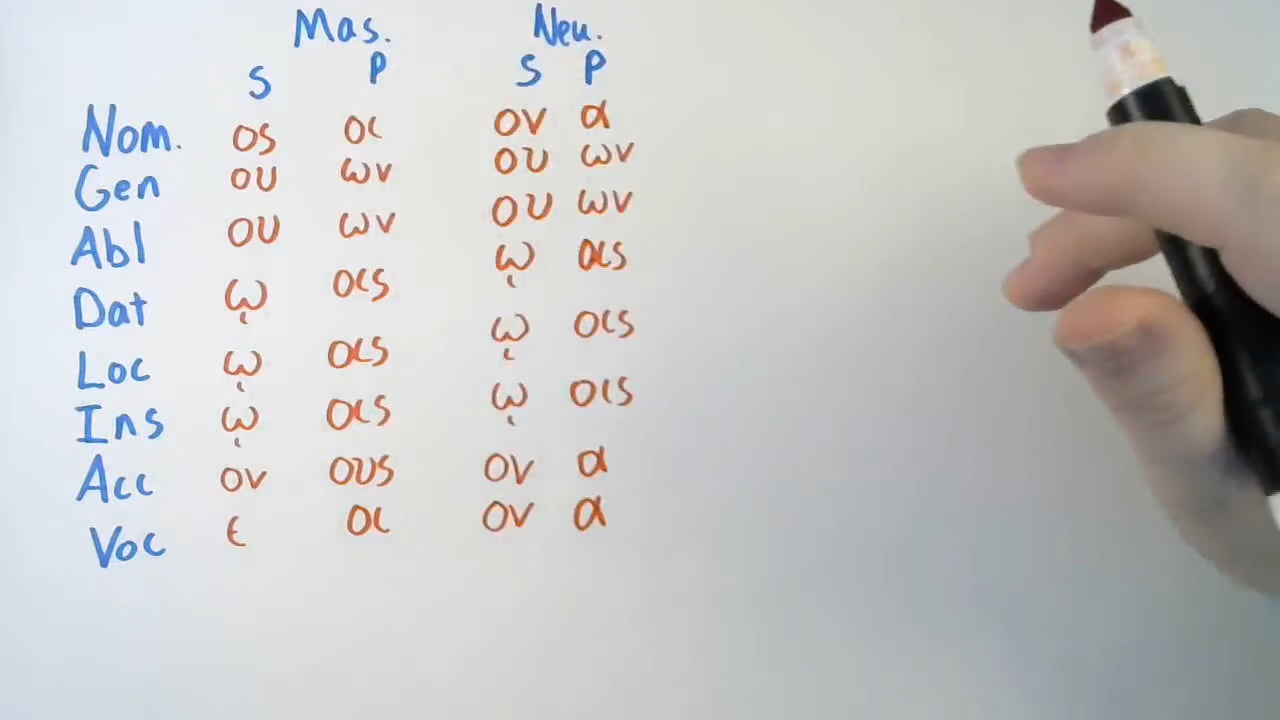 Mas. Neu.
S P S P
Nom. ος οι ον α
Gen ου ων ου ων
Abl ου ων ου ων
Dat ῳ οις ῳ οις
Loc ῳ οις ῳ οις
Ins ῳ οις ῳ οις
Acc ον ους ον α
Voc ε οι ον α